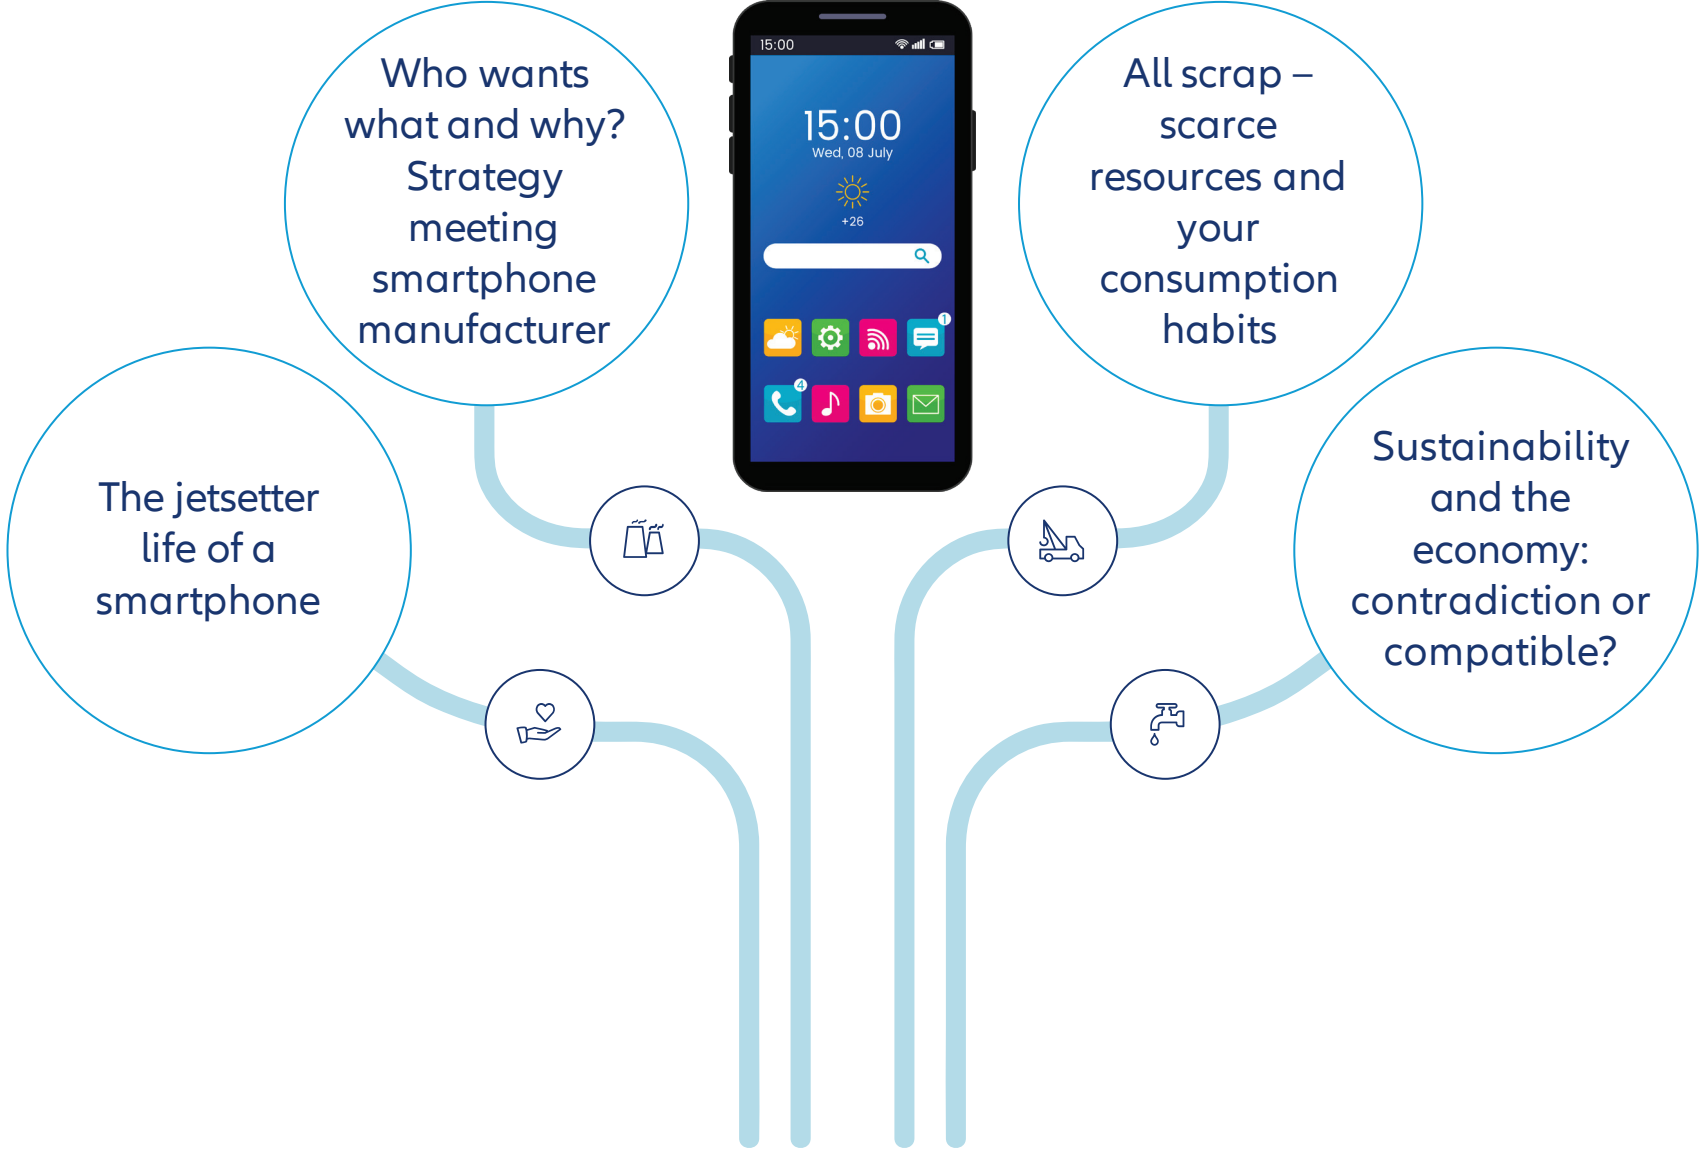 Who wants
what and why?
Strategy
meeting
smartphone
manufacturer
15:00
15:00
Wed, 08 July
+26
1
4
All scrap –
scarce
resources and
your
consumption
habits
The jetsetter
life of a
smartphone
Sustainability
and the
economy:
contradiction or
compatible?